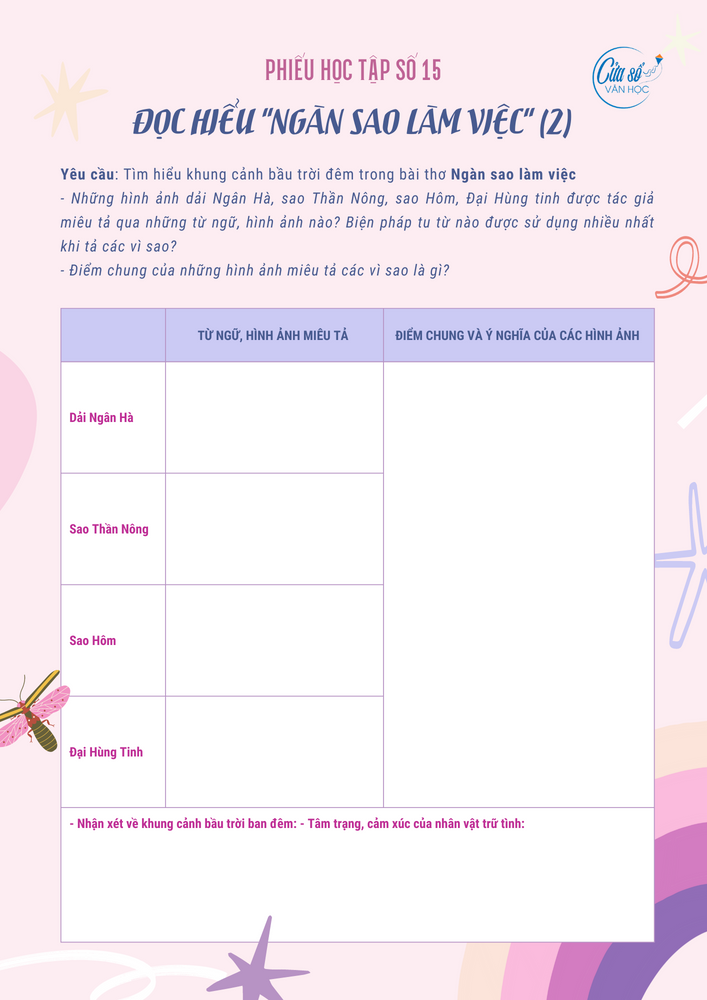 PHIẾU HỌC TẬP SỐ 15
Cửa sổ
VĂN HỌC
ĐỌC HIỂU "NGÀN SAO LÀM VIỆC" (2)
Yêu cầu: Tìm hiểu khung cảnh bầu trời đêm trong bài thơ Ngàn sao làm việc
- Những hình ảnh dải Ngân Hà, sao Thần Nông, sao Hôm, Đại Hùng tinh được tác giả
miêu tả qua những từ ngữ, hình ảnh nào? Biện pháp tu từ nào được sử dụng nhiều nhất
khi tả các vì sao?
- Điểm chung của những hình ảnh miêu tả các vì sao là gì?
TỪ NGỮ, HÌNH ẢNH MIÊU TẢ
ĐIỂM CHUNG VÀ Ý NGHĨA CỦA CÁC HÌNH ẢNH
Dải Ngân Hà
Sao Thần Nông
Sao Hôm
Đại Hùng Tinh
- Nhận xét về khung cảnh bầu trời ban đêm: - Tâm trạng, cảm xúc của nhân vật trữ tình: